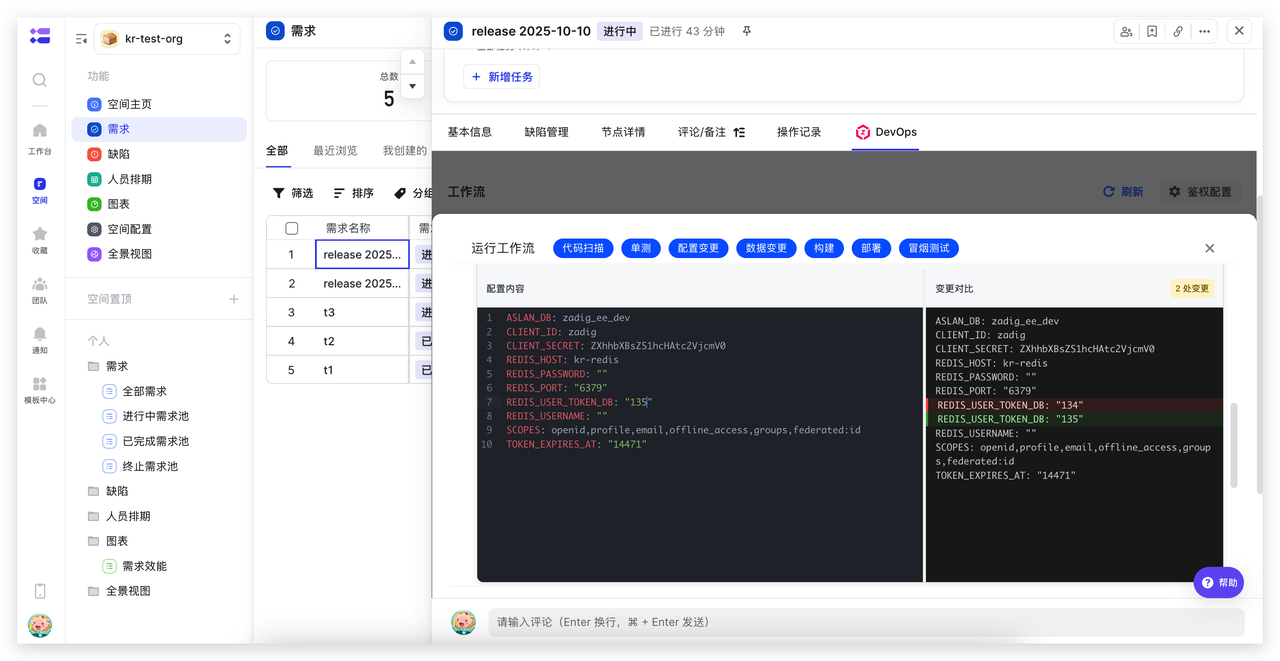 kr-test-org
功能
空间主页
需求
缺陷
人员排期
图表
空间配置
全景视图
空间置顶
个人
需求
全部需求
进行中需求池
已完成需求池
终止需求池
缺陷
人员排期
图表
需求效能
全景视图
工作台
空间
收藏
团队
通知
模板中心
需求
总数
5
全部
最近浏览
我创建的
筛选
排序
分组
需求名称
需
1
release 2025...
进
2
release 2025...
进
3
t3
进
4
t2
已
5
t1
已
release 2025-10-10
进行中
已进行 43 分钟
+ 新增任务
基本信息
缺陷管理
节点详情
评论/备注
操作记录
DevOps
工作流
刷新
鉴权配置
运行工作流
代码扫描
单测
配置变更
数据变更
构建
部署
冒烟测试
配置内容
1 ASLAN_DB: zadig_ee_dev
2 CLIENT_ID: zadig
3 CLIENT_SECRET: ZXhhbXBsZS1hcHAtc2VjcmV0
4 REDIS_HOST: kr-redis
5 REDIS_PASSWORD: ""
6 REDIS_PORT: "6379"
7 REDIS_USER_TOKEN_DB: "135"
8 REDIS_USERNAME: ""
9 SCOPES: openid,profile,email,offline_access,groups,federated:id
10 TOKEN_EXPIRES_AT: "14471"
变更对比
2 处变更
ASLAN_DB: zadig_ee_dev
CLIENT_ID: zadig
CLIENT_SECRET: ZXhhbXBsZS1hcHAtc2VjcmV0
REDIS_HOST: kr-redis
REDIS_PASSWORD: ""
REDIS_PORT: "6379"
REDIS_USER_TOKEN_DB: "134"
REDIS_USER_TOKEN_DB: "135"
REDIS_USERNAME: ""
SCOPES: openid,profile,email,offline_access,group
s,federated:id
TOKEN_EXPIRES_AT: "14471"
帮助
请输入评论（Enter 换行, ⌘ + Enter 发送）